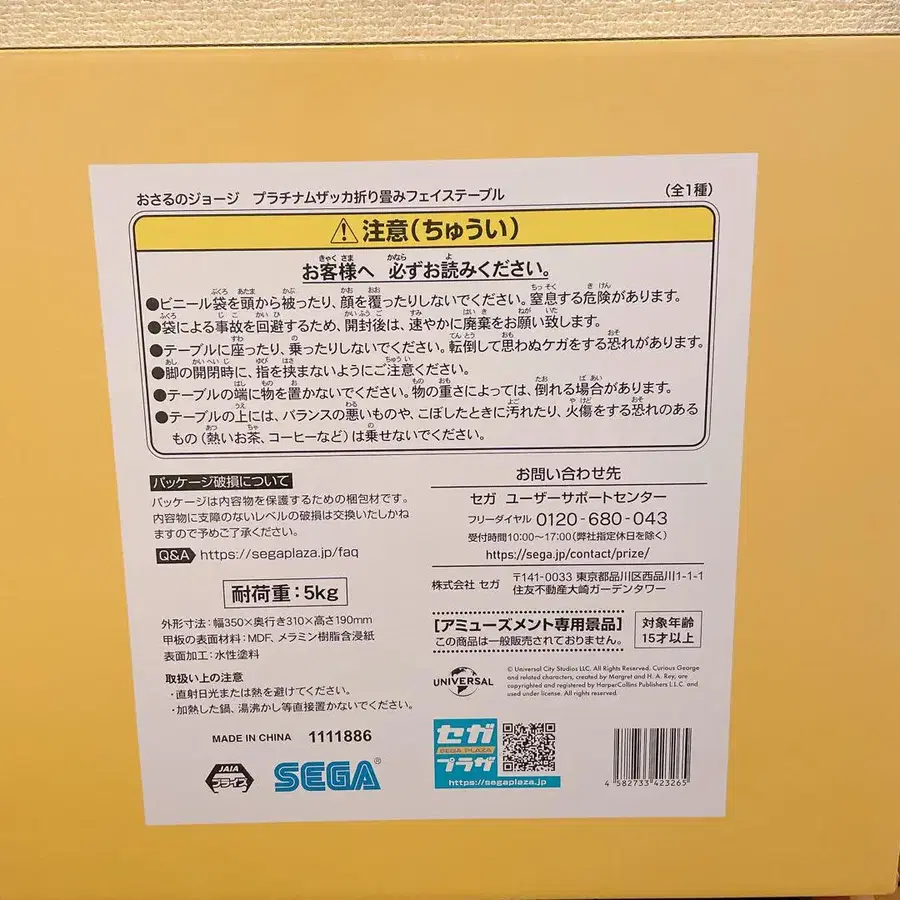 おさるのジョージ プラチナムザッカ折り畳みフェイステーブル (全1種)
⚠注意(ちゅうい)
お客様へ 必ずお読みください。
●ビニール袋を頭から被ったり、顔を覆ったりしないでください。窒息する危険があります。
●袋による事故を回避するため、開封後は、速やかに廃棄をお願い致します。
●テーブルに座ったり、乗ったりしないでください。転倒して思わぬケガをする恐れがあります。
●脚の開閉時に、指を挟まないようにご注意ください。
●テーブルの端に物を置かないでください。物の重さによっては、倒れる場合があります。
●テーブルの上には、バランスの悪いものや、こぼしたときに汚れたり、火傷をする恐れのある
もの(熱いお茶、コーヒーなど)は乗せないでください。
パッケージ破損について
パッケージは内容物を保護するための梱包材です。
内容物に支障のないレベルの破損は交換いたしかね
ますので予めご了承ください。
Q&A https://segaplaza.jp/faq
耐荷重:5kg
外形寸法:幅350×奥行き310×高さ190mm
甲板の表面材料:MDF、メラミン樹脂含浸紙
表面加工:水性塗料
取扱い上の注意
・直射日光または熱を避けてください。
・加熱した鍋、湯沸かし等直接置かないでください。
MADE IN CHINA 1111886
JAIA
プライズ
SEGA®
お問い合わせ先
セガ ユーザーサポートセンター
フリーダイヤル 0120-680-043
受付時間10:00~17:00(弊社指定休日を除く)
https://sega.jp/contact/prize/
株式会社 セガ 〒141-0033 東京都品川区西品川1-1-1
住友不動産大崎ガーデンタワー
[アミューズメント専用景品]
この商品は一般販売されておりません。
対象年齢
15才以上
UNIVERSAL
© Universal City Studios LLC. All Rights Reserved. Curious George
and related characters, created by Margret and H. A. Rey, are
copyrighted and registered by HarperCollins Publishers L.L.C. and
used under license. All rights reserved.
セガ
SEGA PLAZA
プラザ
https://segaplaza.jp
4 582733 423265